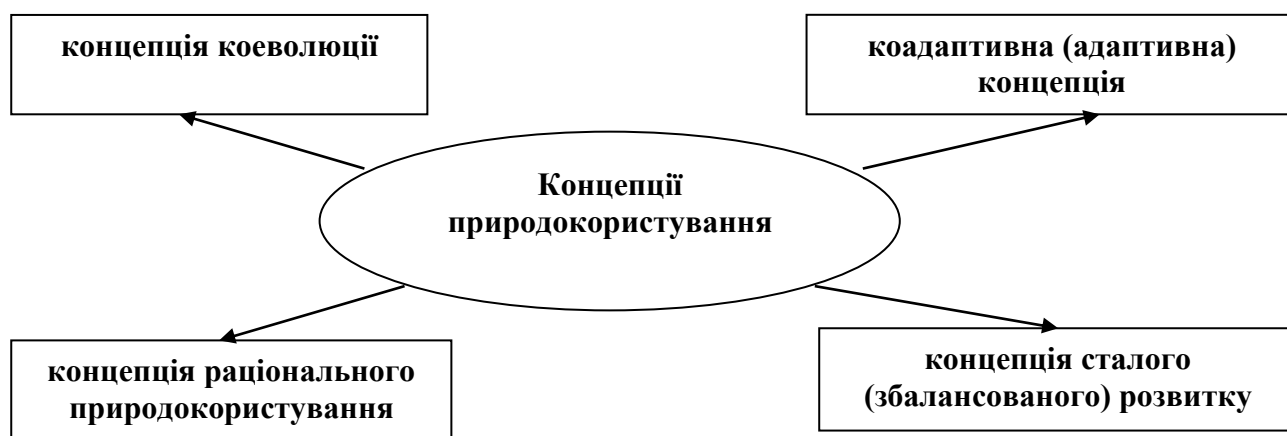 концепція коеволюції
коадаптивна (адаптивна)
концепція
Концепції
природокористування
концепція раціонального
природокористування
концепція сталого
(збалансованого) розвитку